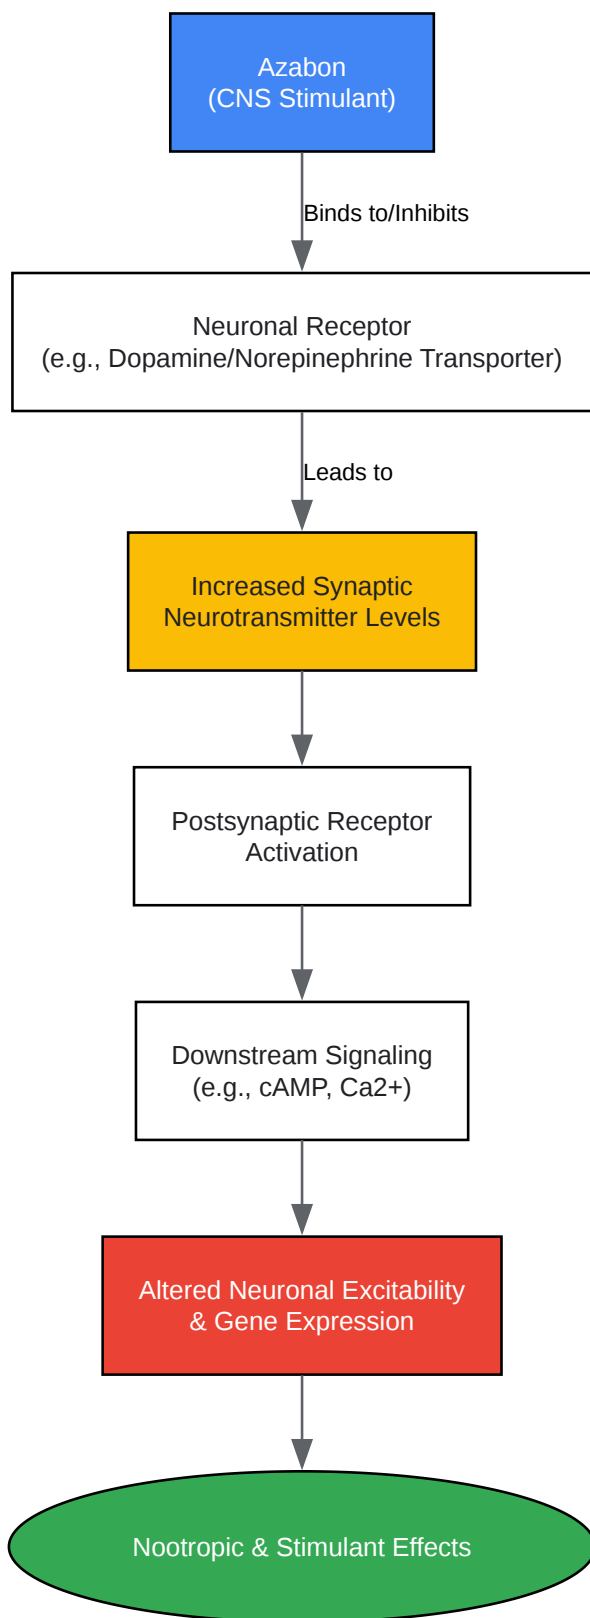 Azabon
(CNS Stimulant)
Binds to/Inhibits
Neuronal Receptor
(e.g., Dopamine/Norepinephrine Transporter)
Leads to
Increased Synaptic
Neurotransmitter Levels
Postsynaptic Receptor
Activation
Downstream Signaling
(e.g., cAMP, Ca2+)
Altered Neuronal Excitability
& Gene Expression
Nootropic & Stimulant Effects